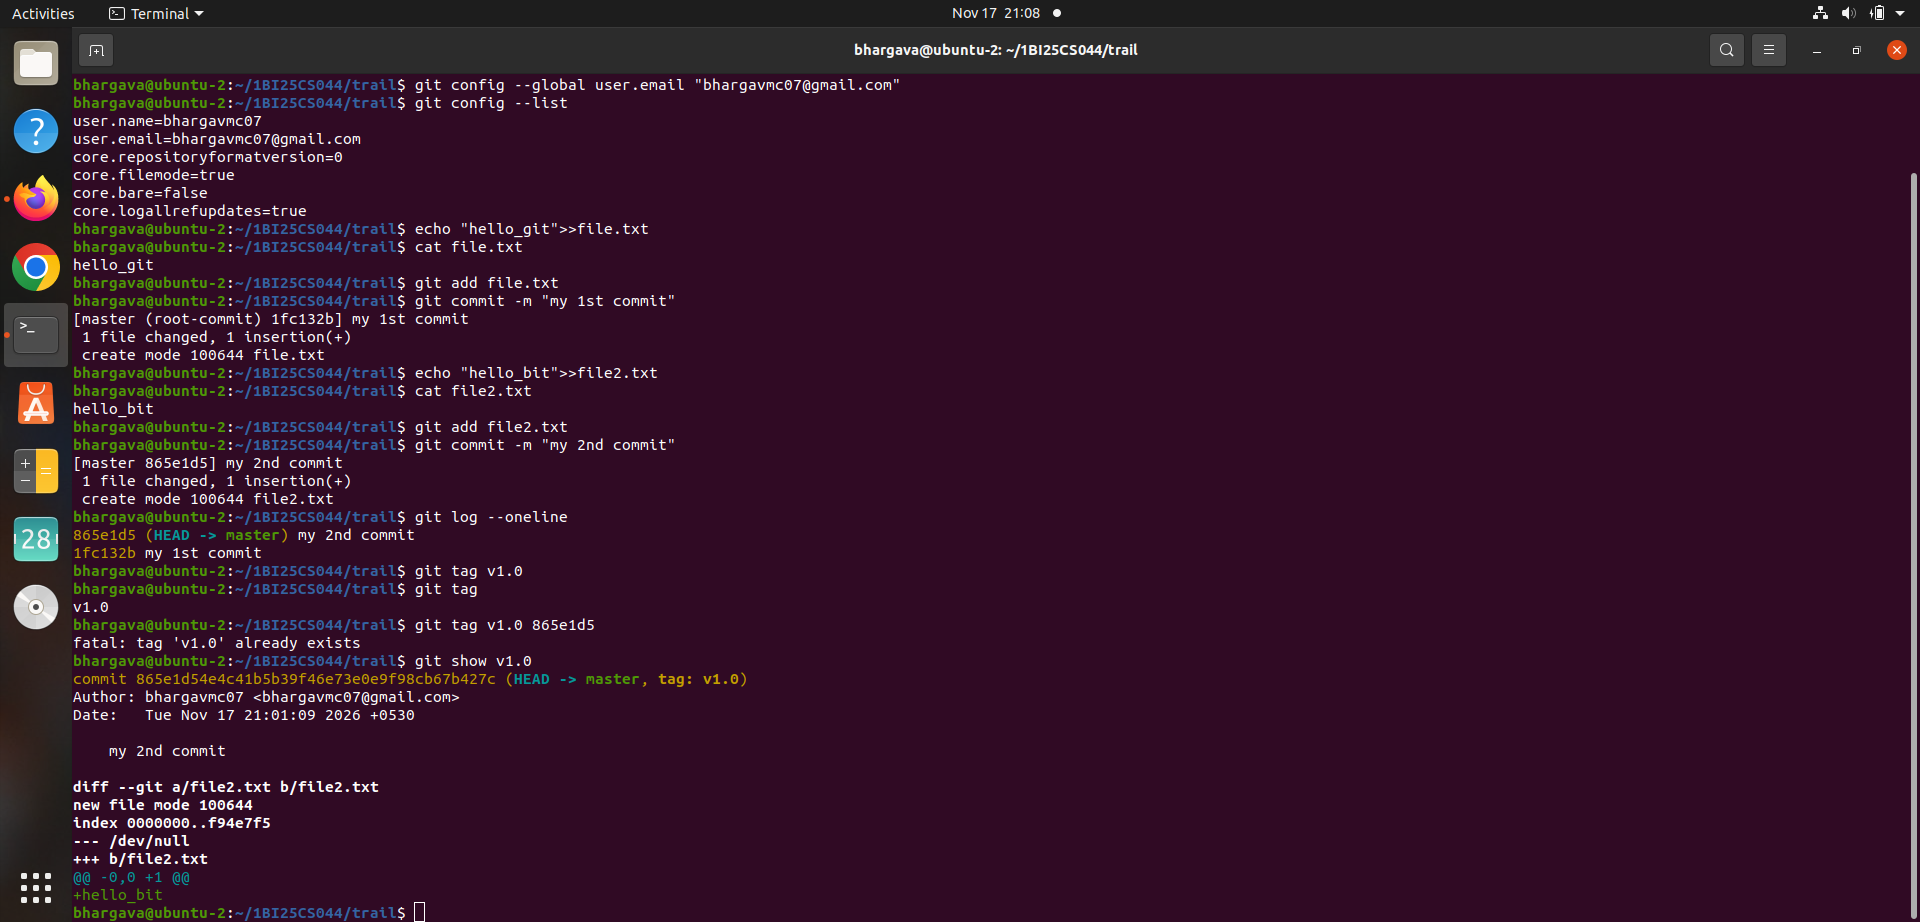 Activities
Terminal
Nov 17 21:08
bhargava@ubuntu-2: ~/1BI25CS044/trail
bhargava@ubuntu-2:~/1BI25CS044/trail$ git config --global user.email "bhargavmc07@gmail.com"
bhargava@ubuntu-2:~/1BI25CS044/trail$ git config --list
user.name=bhargavmc07
user.email=bhargavmc07@gmail.com
core.repositoryformatversion=0
core.filemode=true
core.bare=false
core.logallrefupdates=true
bhargava@ubuntu-2:~/1BI25CS044/trail$ echo "hello_git">>file.txt
bhargava@ubuntu-2:~/1BI25CS044/trail$ cat file.txt
hello_git
bhargava@ubuntu-2:~/1BI25CS044/trail$ git add file.txt
bhargava@ubuntu-2:~/1BI25CS044/trail$ git commit -m "my 1st commit"
[master (root-commit) 1fc132b] my 1st commit
 1 file changed, 1 insertion(+)
 create mode 100644 file.txt
bhargava@ubuntu-2:~/1BI25CS044/trail$ echo "hello_bit">>file2.txt
bhargava@ubuntu-2:~/1BI25CS044/trail$ cat file2.txt
hello_bit
bhargava@ubuntu-2:~/1BI25CS044/trail$ git add file2.txt
bhargava@ubuntu-2:~/1BI25CS044/trail$ git commit -m "my 2nd commit"
[master 865e1d5] my 2nd commit
 1 file changed, 1 insertion(+)
 create mode 100644 file2.txt
bhargava@ubuntu-2:~/1BI25CS044/trail$ git log --oneline
865e1d5 (HEAD -> master) my 2nd commit
1fc132b my 1st commit
bhargava@ubuntu-2:~/1BI25CS044/trail$ git tag v1.0
bhargava@ubuntu-2:~/1BI25CS044/trail$ git tag
v1.0
bhargava@ubuntu-2:~/1BI25CS044/trail$ git tag v1.0 865e1d5
fatal: tag 'v1.0' already exists
bhargava@ubuntu-2:~/1BI25CS044/trail$ git show v1.0
commit 865e1d54e4c41b5b39f46e73e0e9f98cb67b427c (HEAD -> master, tag: v1.0)
Author: bhargavmc07 <bhargavmc07@gmail.com>
Date:   Tue Nov 17 21:01:09 2026 +0530
    my 2nd commit
diff --git a/file2.txt b/file2.txt
new file mode 100644
index 0000000..f94e7f5
--- /dev/null
+++ b/file2.txt
@@ -0,0 +1 @@
+hello_bit
bhargava@ubuntu-2:~/1BI25CS044/trail$
28